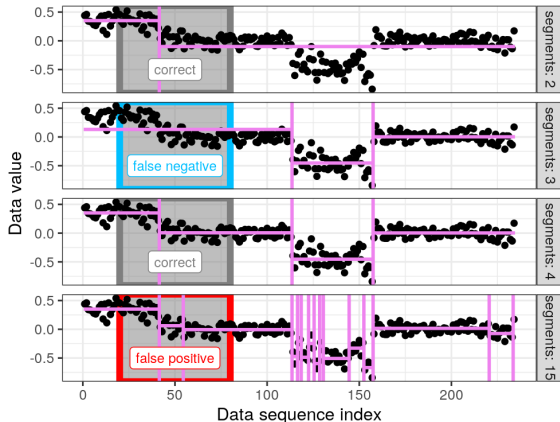 0.5
0.0
-0.5
correct
segments: 2
0.5
0.0
-0.5
false negative
segments: 3
0.5
0.0
-0.5
correct
segments: 4
0.5
0.0
-0.5
false positive
segments: 15
Data value
0 50 100 150 200
Data sequence index